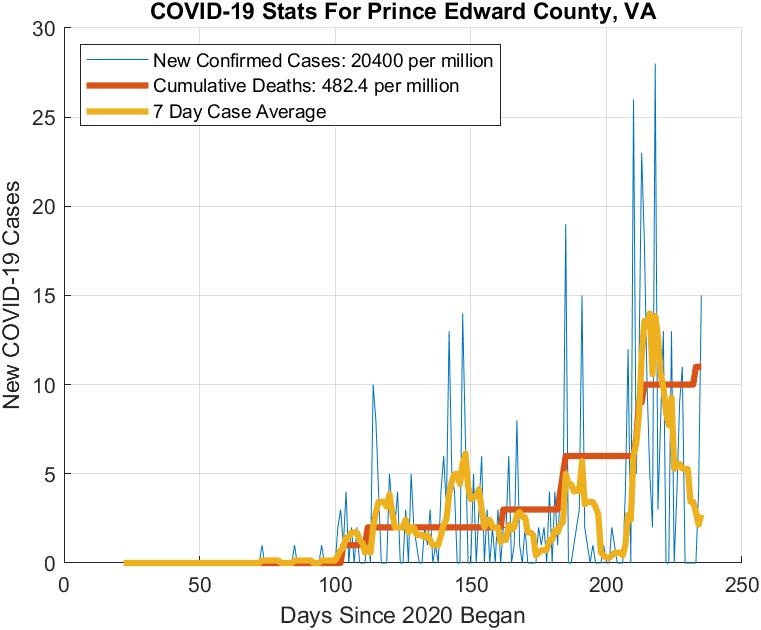 COVID-19 Stats For Prince Edward County, VA
New Confirmed Cases: 20400 per million
Cumulative Deaths: 482.4 per million
7 Day Case Average
New COVID-19 Cases
30
25
20
15
10
5
0
0 50 100 150 200 250
Days Since 2020 Began